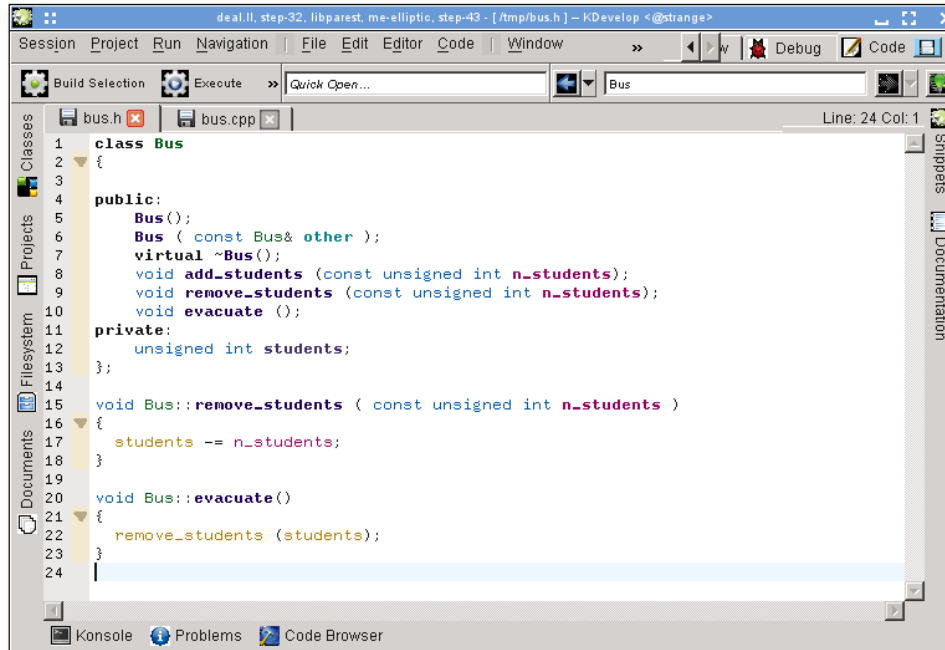 deal.II, step-32, libparest, me-elliptic, step-43 - [ /tmp/bus.h ] – KDevelop <@strange>
Session Project Run Navigation | File Edit Editor Code | Window » Debug Code
Build Selection Execute » Quick Open... Bus
bus.h bus.cpp Line: 24 Col: 1
Classes
Projects
Filesystem
Documents
Snippets
Documentation
1 class Bus
2 {
3
4 public:
5 Bus();
6 Bus ( const Bus& other );
7 virtual ~Bus();
8 void add_students (const unsigned int n_students);
9 void remove_students (const unsigned int n_students);
10 void evacuate ();
11 private:
12 unsigned int students;
13 };
14
15 void Bus::remove_students ( const unsigned int n_students )
16 {
17 students -= n_students;
18 }
19
20 void Bus::evacuate()
21 {
22 remove_students (students);
23 }
24
Konsole Problems Code Browser